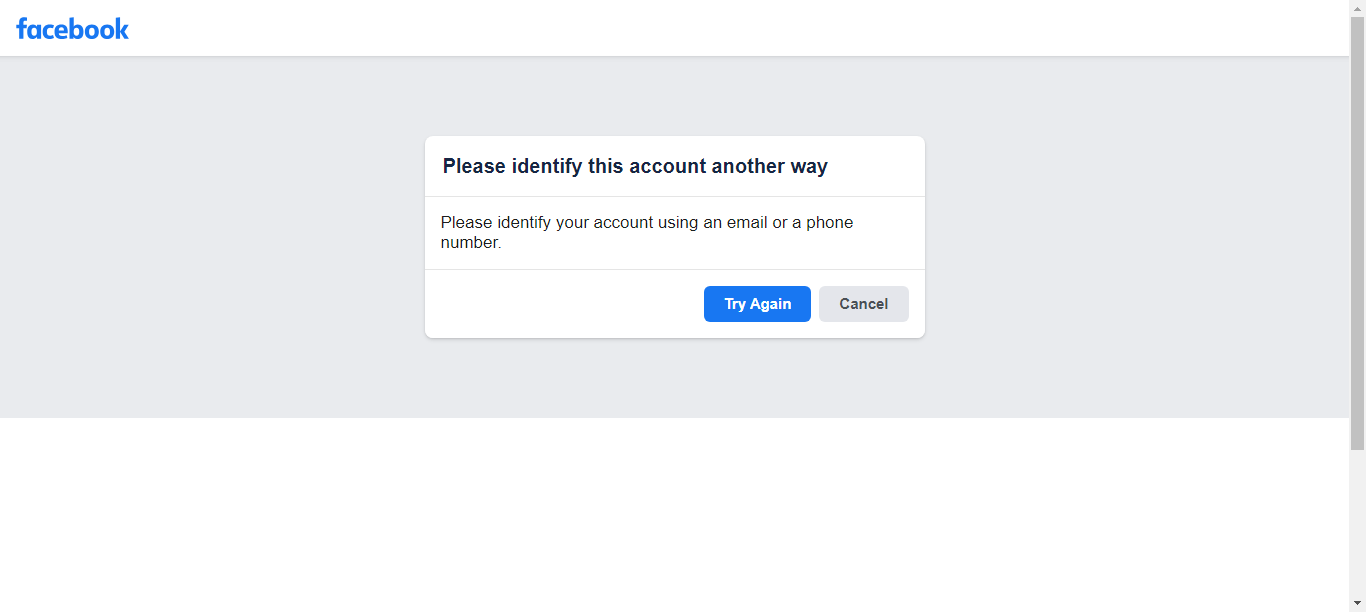 facebook
Please identify this account another way
Please identify your account using an email or a phone
number.
Try Again
Cancel